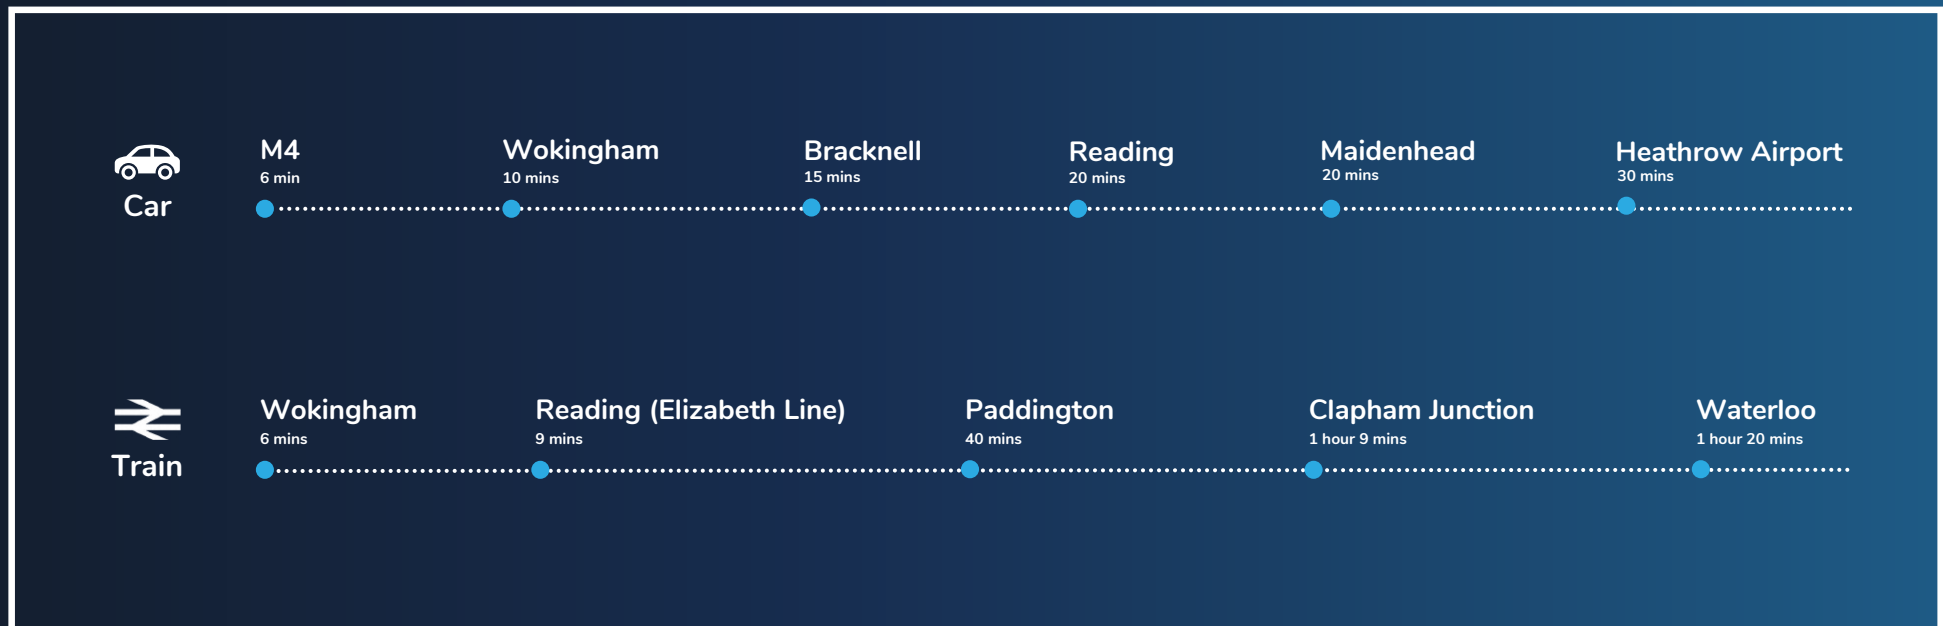 Car
M4
6 min
Wokingham
10 mins
Bracknell
15 mins
Reading
20 mins
Maidenhead
20 mins
Heathrow Airport
30 mins
Train
Wokingham
6 mins
Reading (Elizabeth Line)
9 mins
Paddington
40 mins
Clapham Junction
1 hour 9 mins
Waterloo
1 hour 20 mins